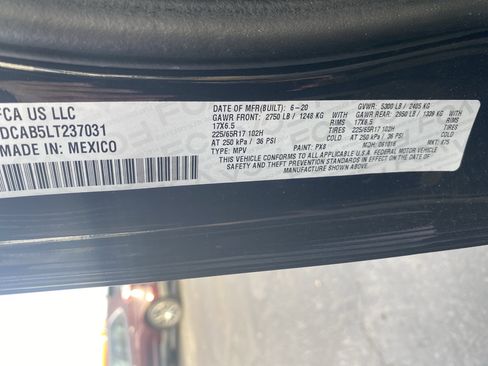 FCA US LLC
DCAB5LT237031
MADE IN: MEXICO
DATE OF MFR(BUILT): 6-20 GVWR: 5300 LB / 2405 KG
GAWR FRONT: 2750 LB / 1248 KG GAWR REAR: 2950 LB / 1339 KG
17X6.5 RIMS 17X6.5 RIMS
225/65R17 102H TIRES 225/65R17 102H
AT 250 kPa / 36 PSI COLD AT 250 kPa / 36 PSI COLD
TYPE: MPV PAINT: PX8 MDH: 061016 MKT: 475
THIS VEHICLE CONFORMS TO ALL APPLICABLE U.S.A. FEDERAL MOTOR VEHICLE
SAFETY AND THEFT PREVENTION STANDARDS IN EFFECT ON THE DATE OF
MANUFACTURE SHOWN ABOVE.